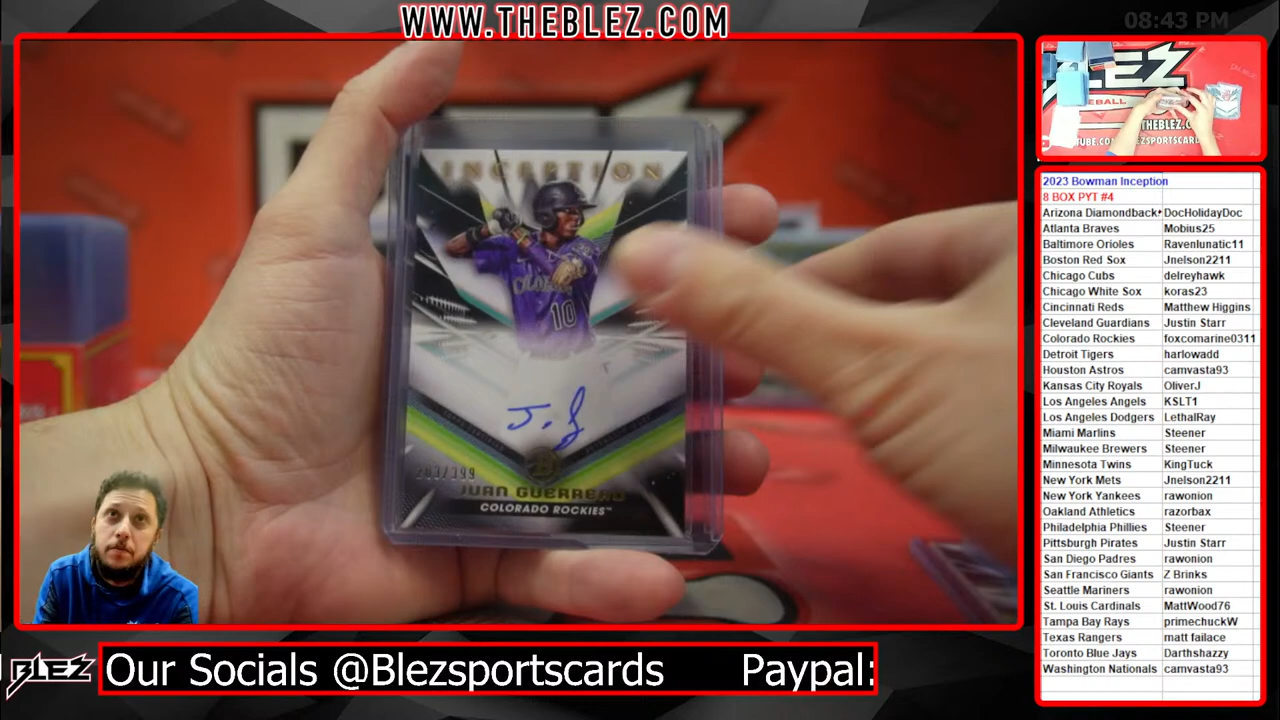 WWW.THEBLEZ.COM
08:43 PM
INCEPTION
10
JUAN GUERRERO
COLORADO ROCKIES™
BLEZ
Our Socials @Blezsportscards Paypal:
THEBLEZ.CO
2023 Bowman Inception
8 BOX PYT #4
Arizona Diamondback DocHolidayDoc
Atlanta Braves Mobius25
Baltimore Orioles Ravenlunatic11
Boston Red Sox Jnelson2211
Chicago Cubs delreyhawk
Chicago White Sox koras23
Cincinnati Reds Matthew Higgins
Cleveland Guardians Justin Starr
Colorado Rockies foxcomarine0311
Detroit Tigers harlowadd
Houston Astros camvasta93
Kansas City Royals OliverJ
Los Angeles Angels KSLT1
Los Angeles Dodgers LethalRay
Miami Marlins Steener
Milwaukee Brewers Steener
Minnesota Twins KingTuck
New York Mets Jnelson2211
New York Yankees rawonion
Oakland Athletics razorbax
Philadelphia Phillies Steener
Pittsburgh Pirates Justin Starr
San Diego Padres rawonion
San Francisco Giants Z Brinks
Seattle Mariners rawonion
St. Louis Cardinals MattWood76
Tampa Bay Rays primechuckW
Texas Rangers matt failace
Toronto Blue Jays Darthshazzy
Washington Nationals camvasta93